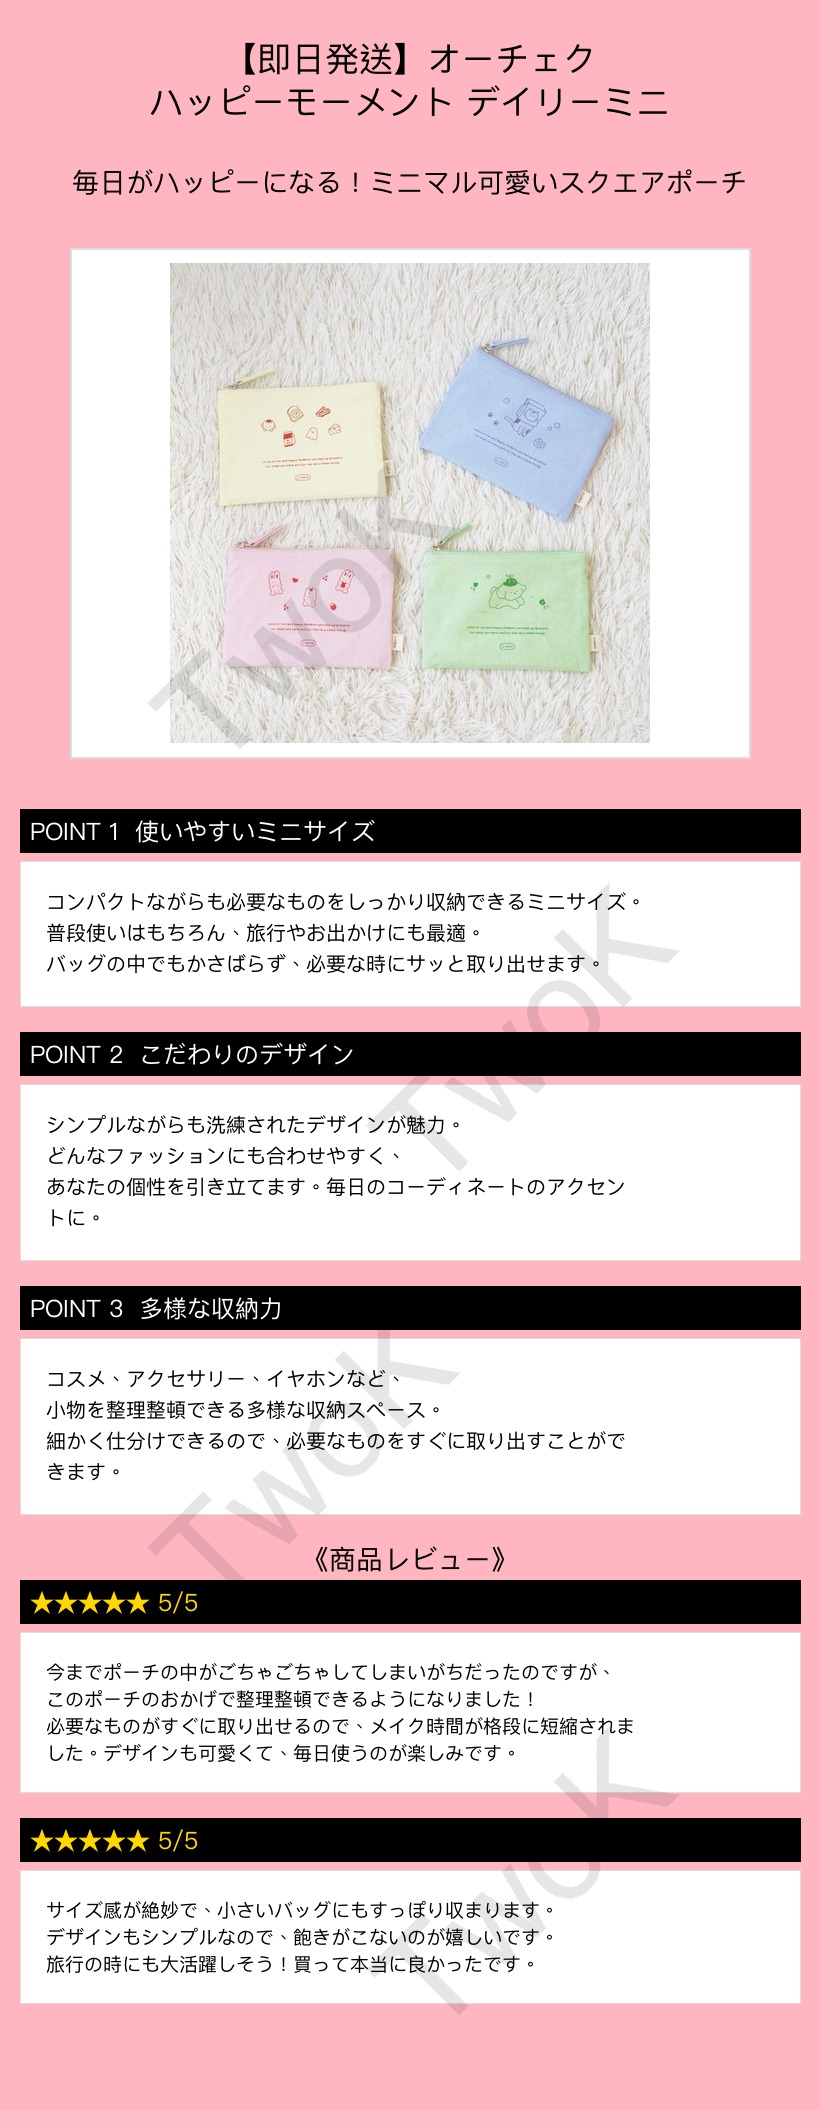 【即日発送】オーチェク
ハッピーモーメント デイリーミニ
毎日がハッピーになる！ミニマル可愛いスクエアポーチ
TwoK
POINT 1 使いやすいミニサイズ
コンパクトながらも必要なものをしっかり収納できるミニサイズ。
普段使いはもちろん、旅行やお出かけにも最適。
バッグの中でもかさばらず、必要な時にサッと取り出せます。
TwoK
POINT 2 こだわりのデザイン
シンプルながらも洗練されたデザインが魅力。
どんなファッションにも合わせやすく、
あなたの個性を引き立てます。毎日のコーディネートのアクセン
トに。
POINT 3 多様な収納力
コスメ、アクセサリー、イヤホンなど、
小物を整理整頓できる多様な収納スペース。
細かく仕分けできるので、必要なものをすぐに取り出すことがで
きます。
TwoK
《商品レビュー》
★★★★★ 5/5
今までポーチの中がごちゃごちゃしてしまいがちだったのですが、
このポーチのおかげで整理整頓できるようになりました！
必要なものがすぐに取り出せるので、メイク時間が格段に短縮されま
した。デザインも可愛くて、毎日使うのが楽しみです。
★★★★★ 5/5
サイズ感が絶妙で、小さいバッグにもすっぽり収まります。
デザインもシンプルなので、飽きがこないのが嬉しいです。
旅行の時にも大活躍しそう！買って本当に良かったです。
TwoK